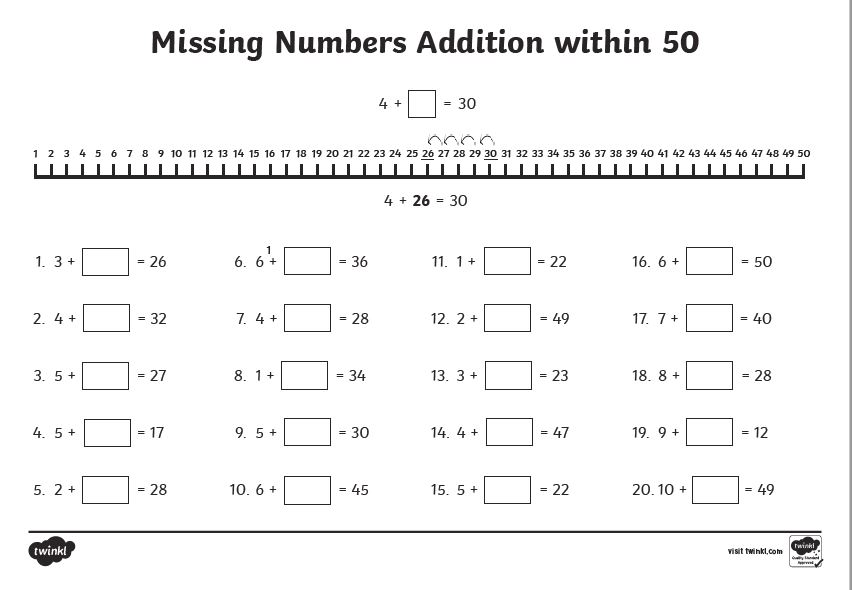 Missing Numbers Addition within 50
4 + = 30
1 2 3 4 5 6 7 8 9 10 11 12 13 14 15 16 17 18 19 20 21 22 23 24 25 26 27 28 29 30 31 32 33 34 35 36 37 38 39 40 41 42 43 44 45 46 47 48 49 50
4 + 26 = 30
1. 3 + = 26
2. 4 + = 32
3. 5 + = 27
4. 5 + = 17
5. 2 + = 28
1
6. 6 + = 36
7. 4 + = 28
8. 1 + = 34
9. 5 + = 30
10. 6 + = 45
11. 1 + = 22
12. 2 + = 49
13. 3 + = 23
14. 4 + = 47
15. 5 + = 22
16. 6 + = 50
17. 7 + = 40
18. 8 + = 28
19. 9 + = 12
20. 10 + = 49
twinkl
visit twinkl.com
twinkl
Quality Standard
Approved